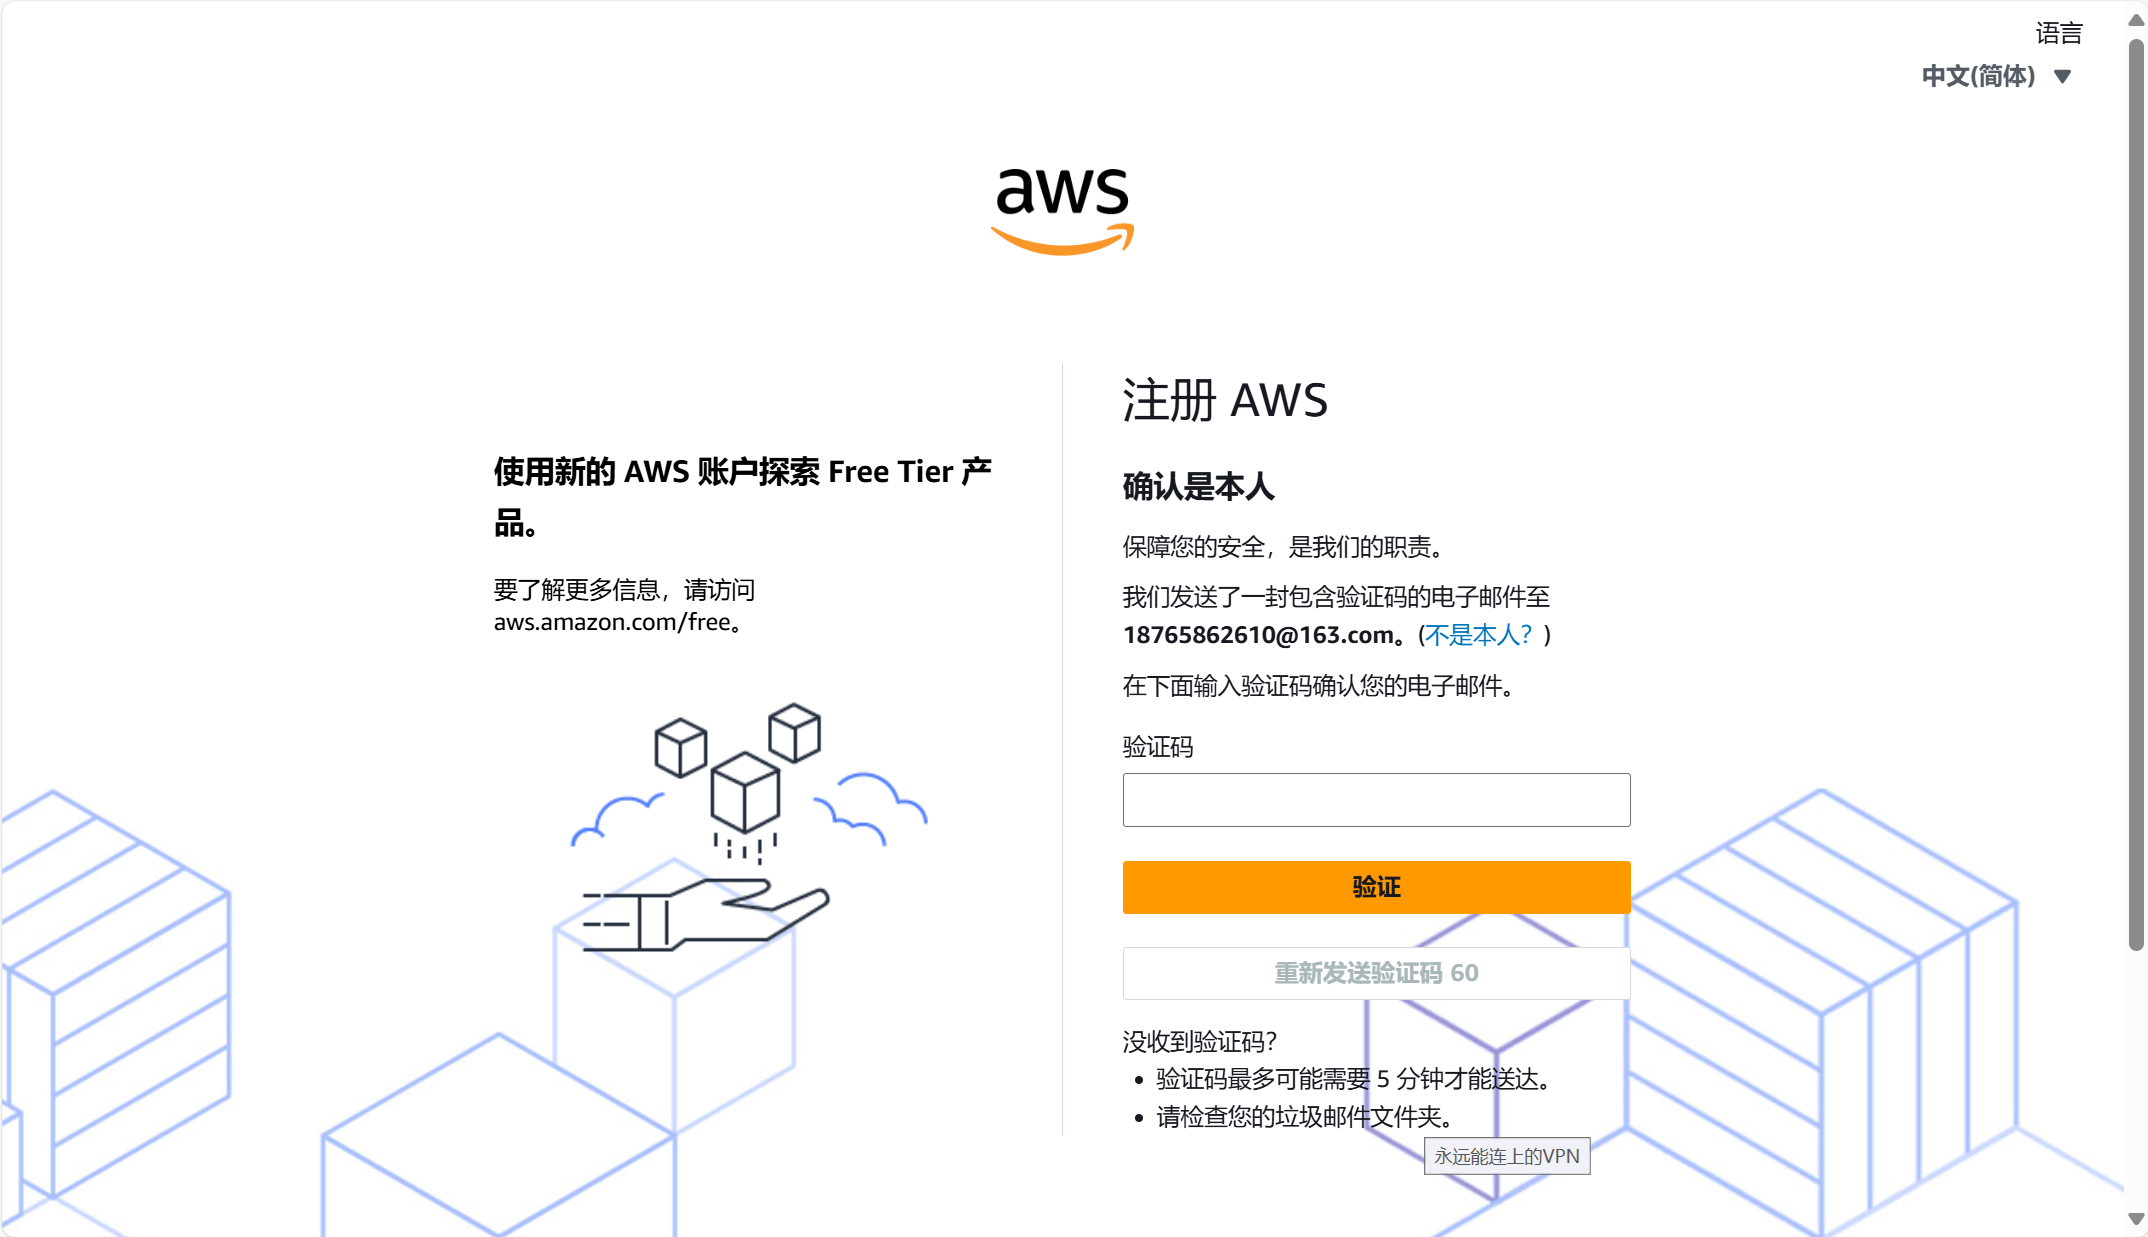 语言
中文(简体)
aws
使用新的 AWS 账户探索 Free Tier 产
品。
要了解更多信息，请访问
aws.amazon.com/free。
注册 AWS
确认是本人
保障您的安全，是我们的职责。
我们发送了一封包含验证码的电子邮件至
18765862610@163.com。(不是本人？)
在下面输入验证码确认您的电子邮件。
验证码
验证
重新发送验证码 60
没收到验证码？
验证码最多可能需要 5 分钟才能送达。
请检查您的垃圾邮件文件夹。
永远能连上的VPN